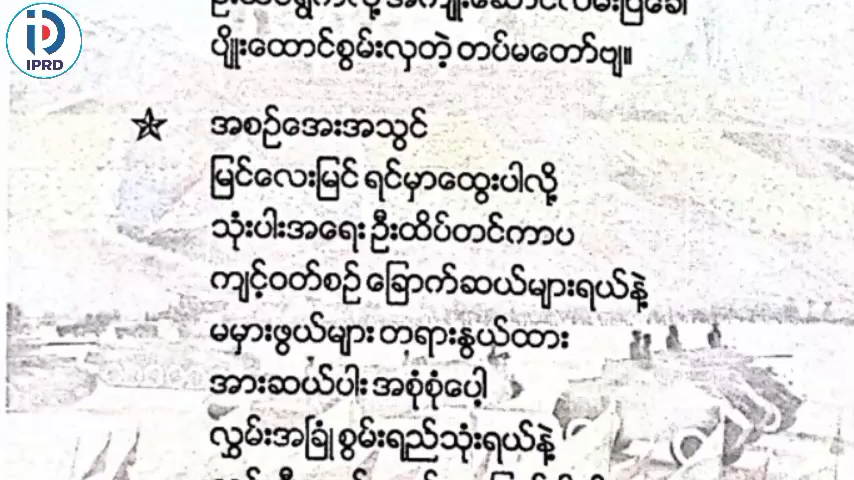 IPRD
ပျိုးထောင်စွမ်းလှတဲ့ တပ်မတော်ဗျ။
အစဉ်အေးအသွင်
မြင်လေးမြင် ရင်မှာထွေးပါလို့
သုံးပါးအရေး ဦးထိပ်တင်ကာပ
ကျင့်ဝတ်စဉ် ခြောက်ဆယ်များရယ်နဲ့
မမှားဖွယ်များ တရားနွယ်ထား
အားဆယ်ပါး အစုံစုံပေါ့
လွှမ်းအခြုံ စွမ်းရည်သုံးရယ်နဲ့